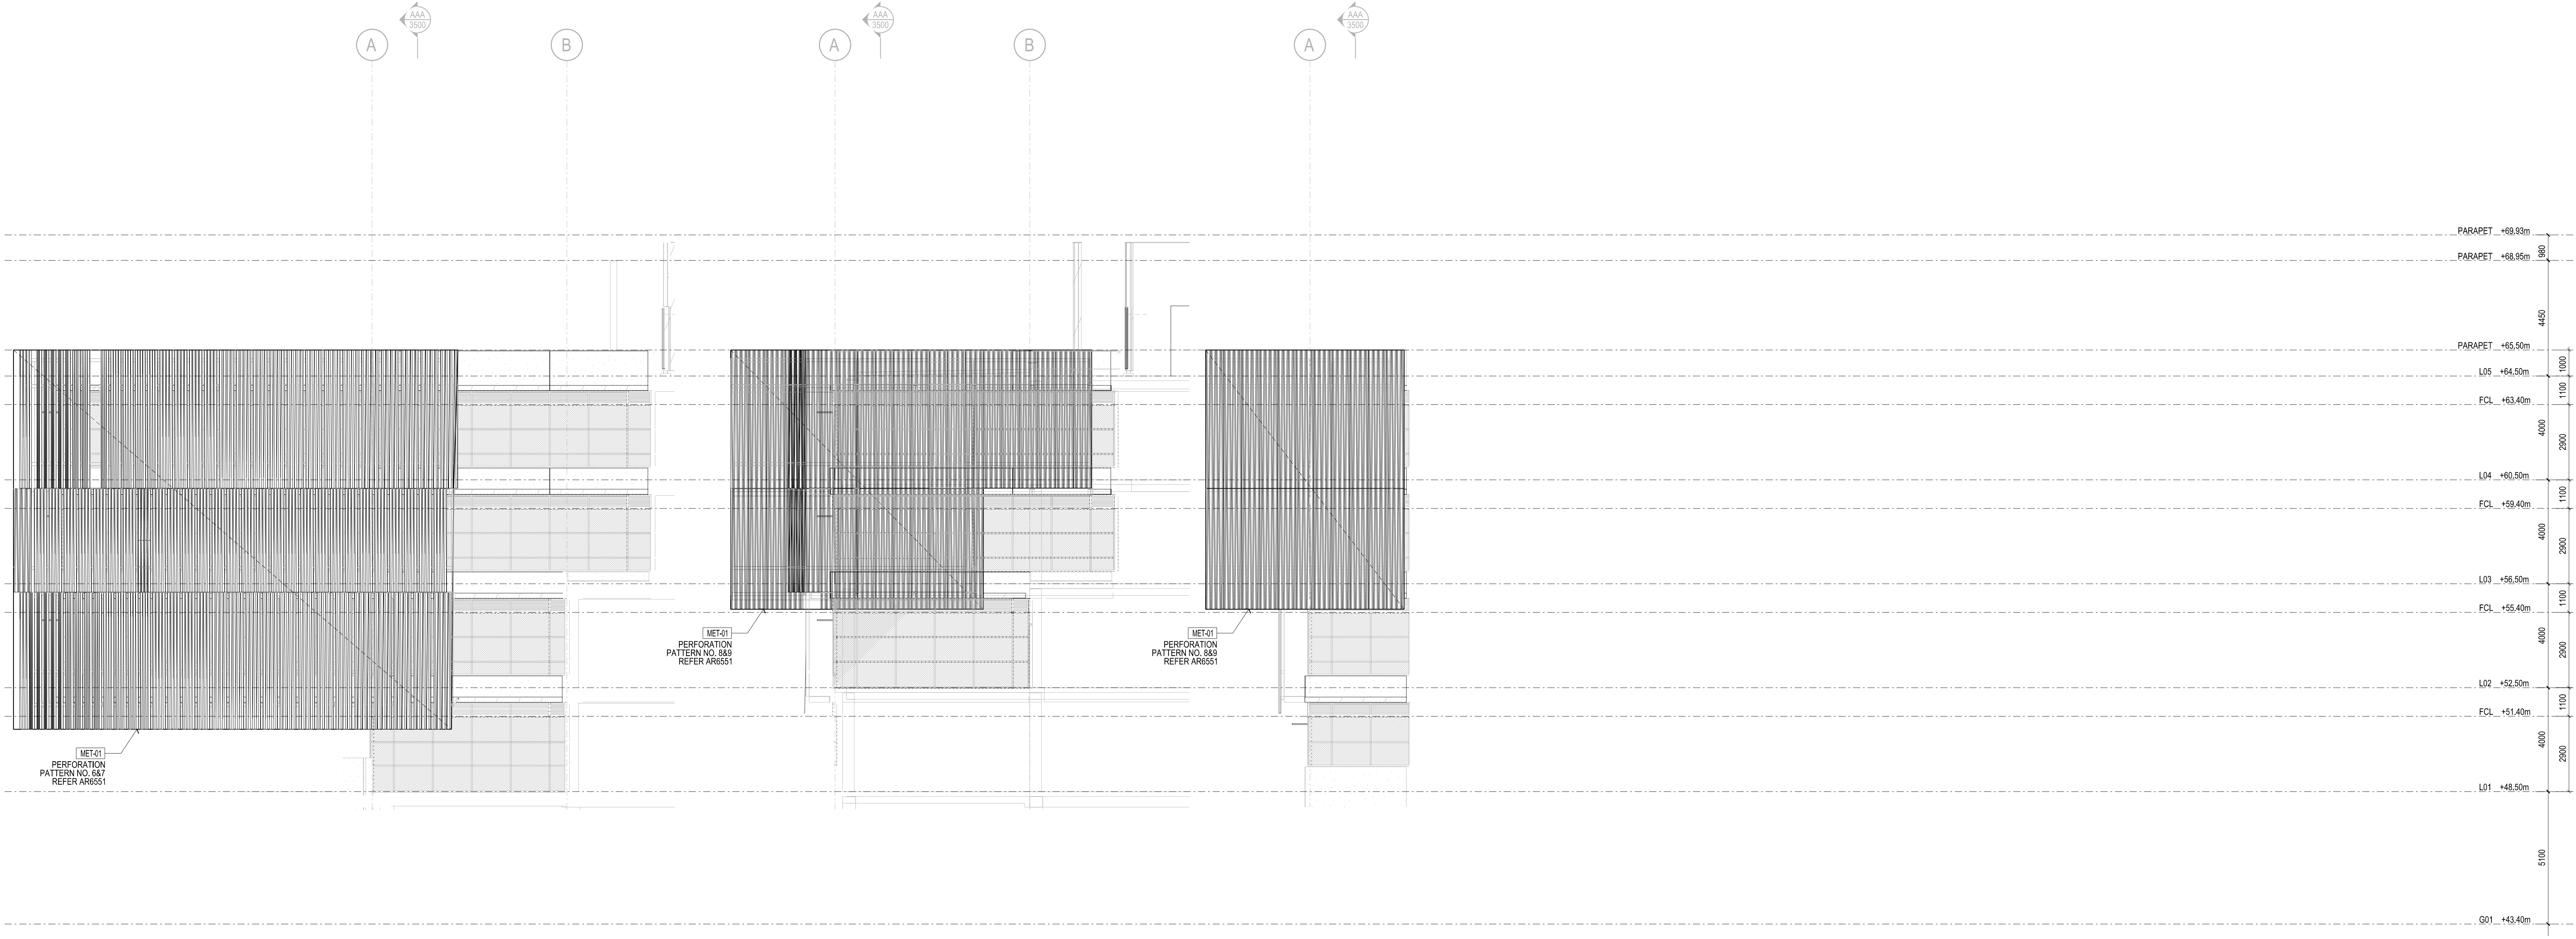 AAA
3500
A
B
AAA
3500
A
B
AAA
3500
A
PARAPET +69,93m
980
PARAPET +68,95m
4450
PARAPET +65,50m
1000
L05 +64,50m
1100
FCL +63,40m
4000
2900
L04 +60,50m
1100
FCL +59,40m
4000
2900
L03 +56,50m
1100
FCL +55,40m
4000
2900
L02 +52,50m
1100
FCL +51,40m
4000
2900
L01 +48,50m
5100
G01 +43,40m
MET-01
PERFORATION
PATTERN NO. 6&7
REFER AR6551
MET-01
PERFORATION
PATTERN NO. 8&9
REFER AR6551
MET-01
PERFORATION
PATTERN NO. 8&9
REFER AR6551